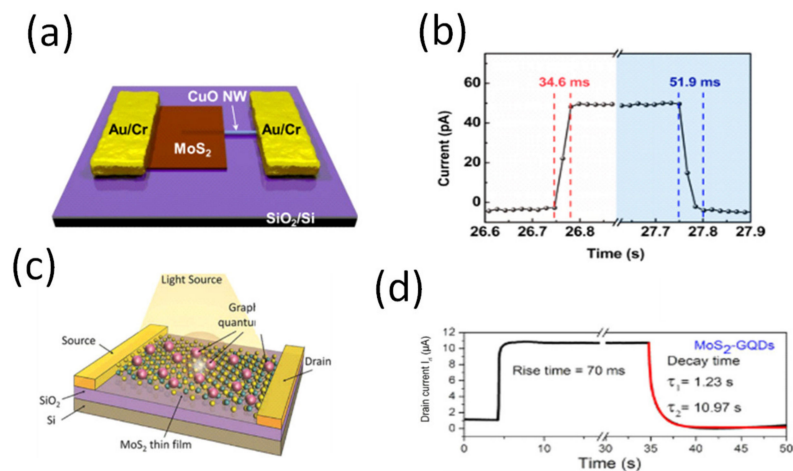 (a)
CuO NW
Au/Cr
Au/Cr
MoS2
SiO2/Si
(b)
34.6 ms
51.9 ms
Current (pA)
60
40
20
0
26.6 26.7 26.8 27.7 27.8 27.9
Time (s)
(c)
Light Source
Graph
quantu
Source
Drain
SiO2
Si
MoS2 thin film
(d)
MoS2-GQDs
Drain current I (μA)
12
10
8
6
4
2
0
Rise time = 70 ms
Decay time
τ1 = 1.23 s
τ2 = 10.97 s
0 5 10 30 35 40 45 50
Time (s)